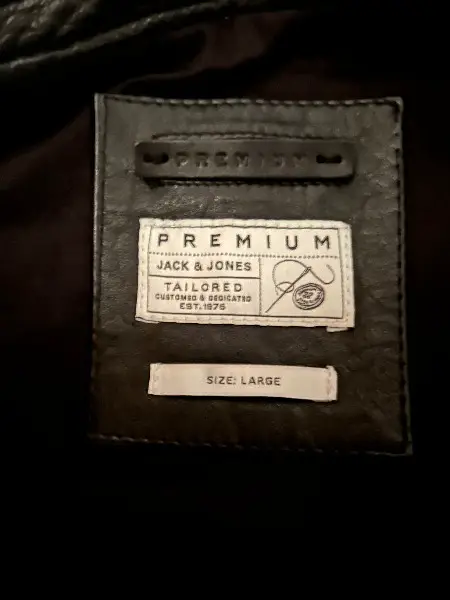 PREMIUM
PREMIUM
JACK & JONES
TAILORED
CUSTOMED & DEDICATED
EST. 1975
SIZE: LARGE